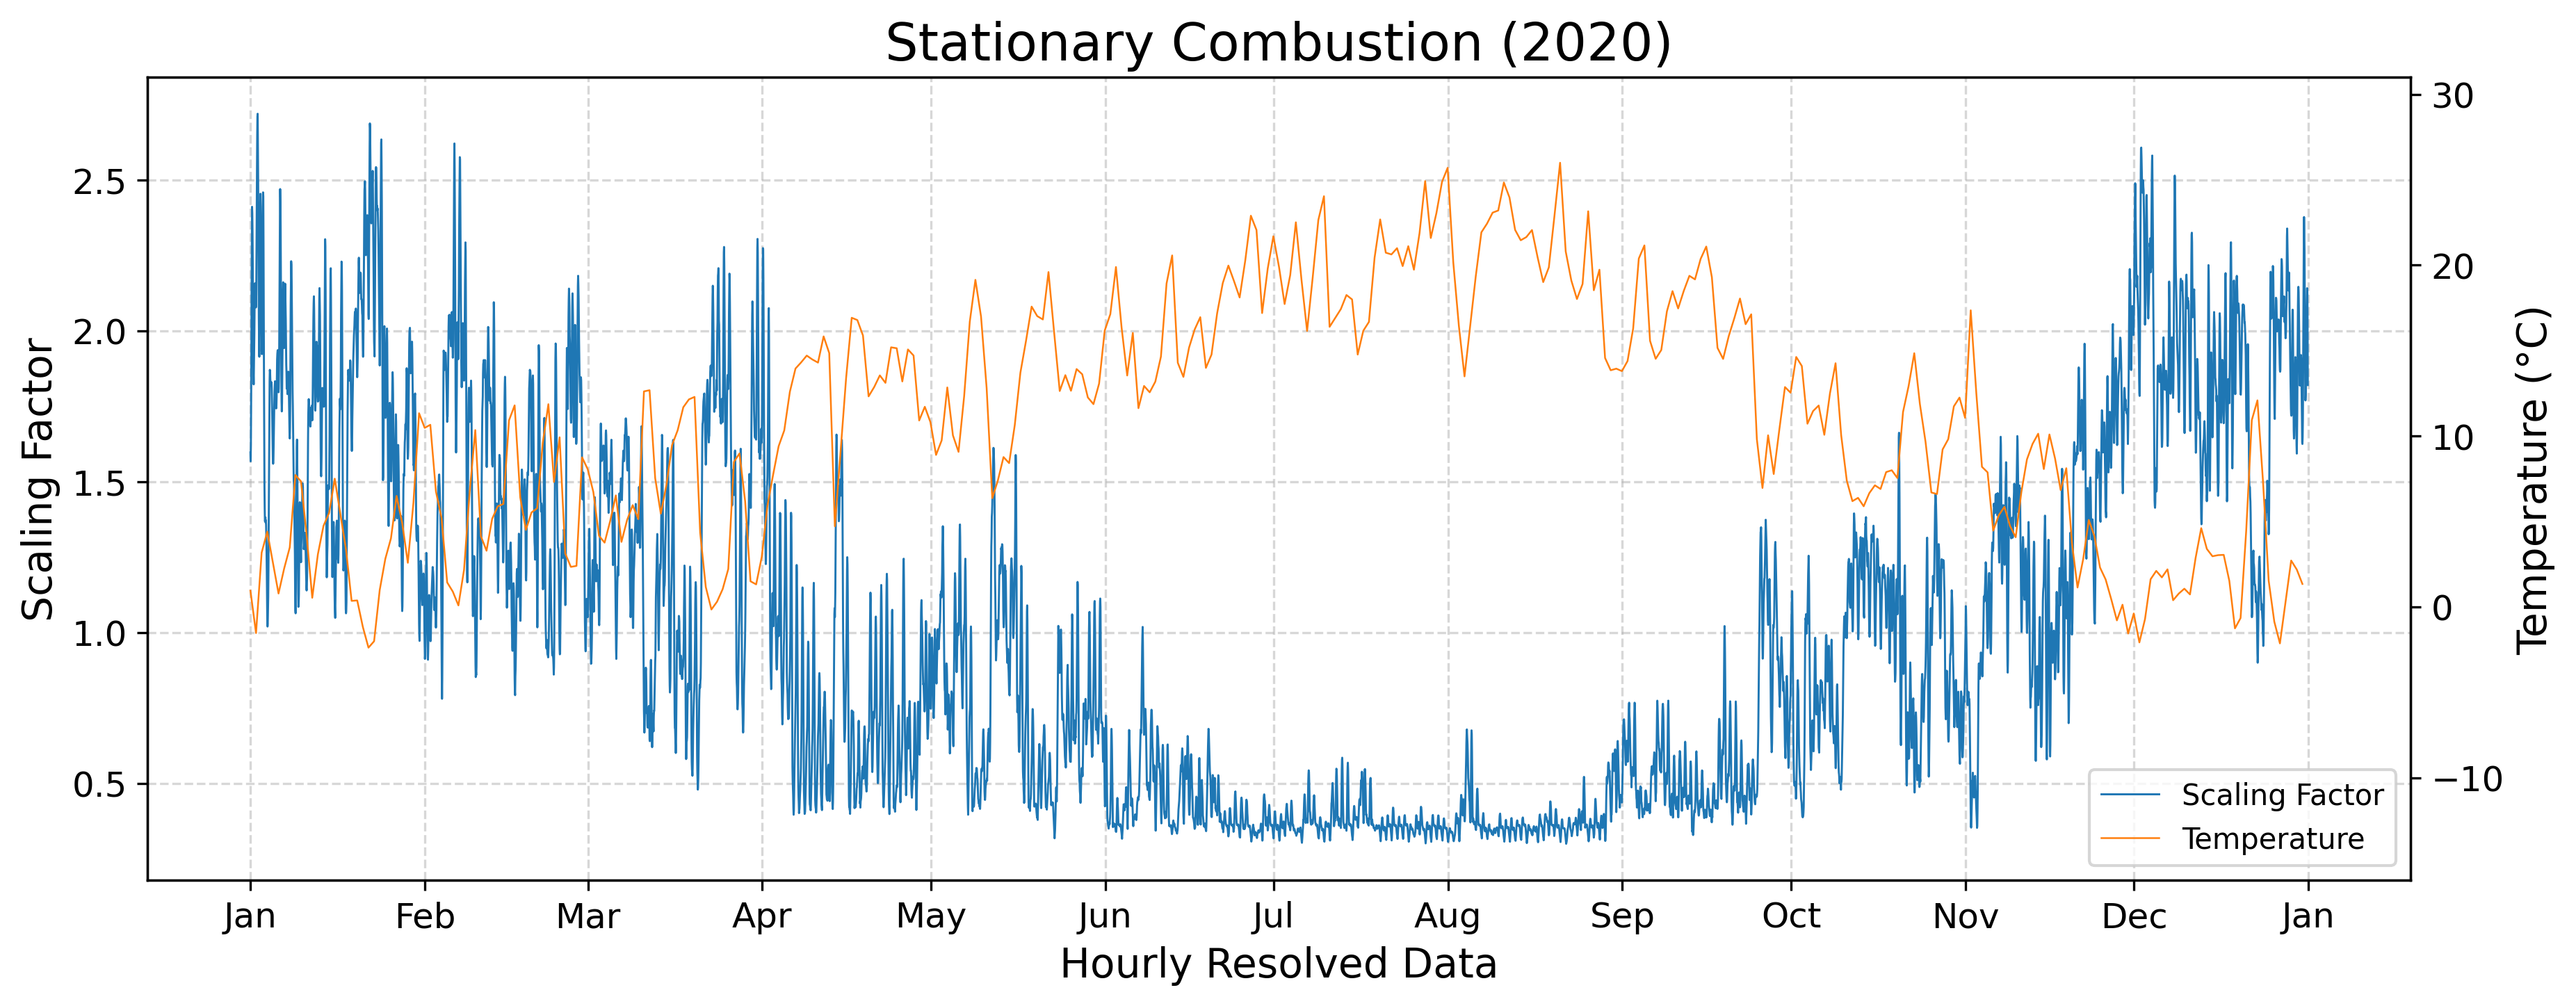 Stationary Combustion (2020)
Scaling Factor
2.5
2.0
1.5
1.0
0.5
30
20
10
0
−10
Temperature (°C)
Scaling Factor
Temperature
Jan Feb Mar Apr May Jun Jul Aug Sep Oct Nov Dec Jan
Hourly Resolved Data